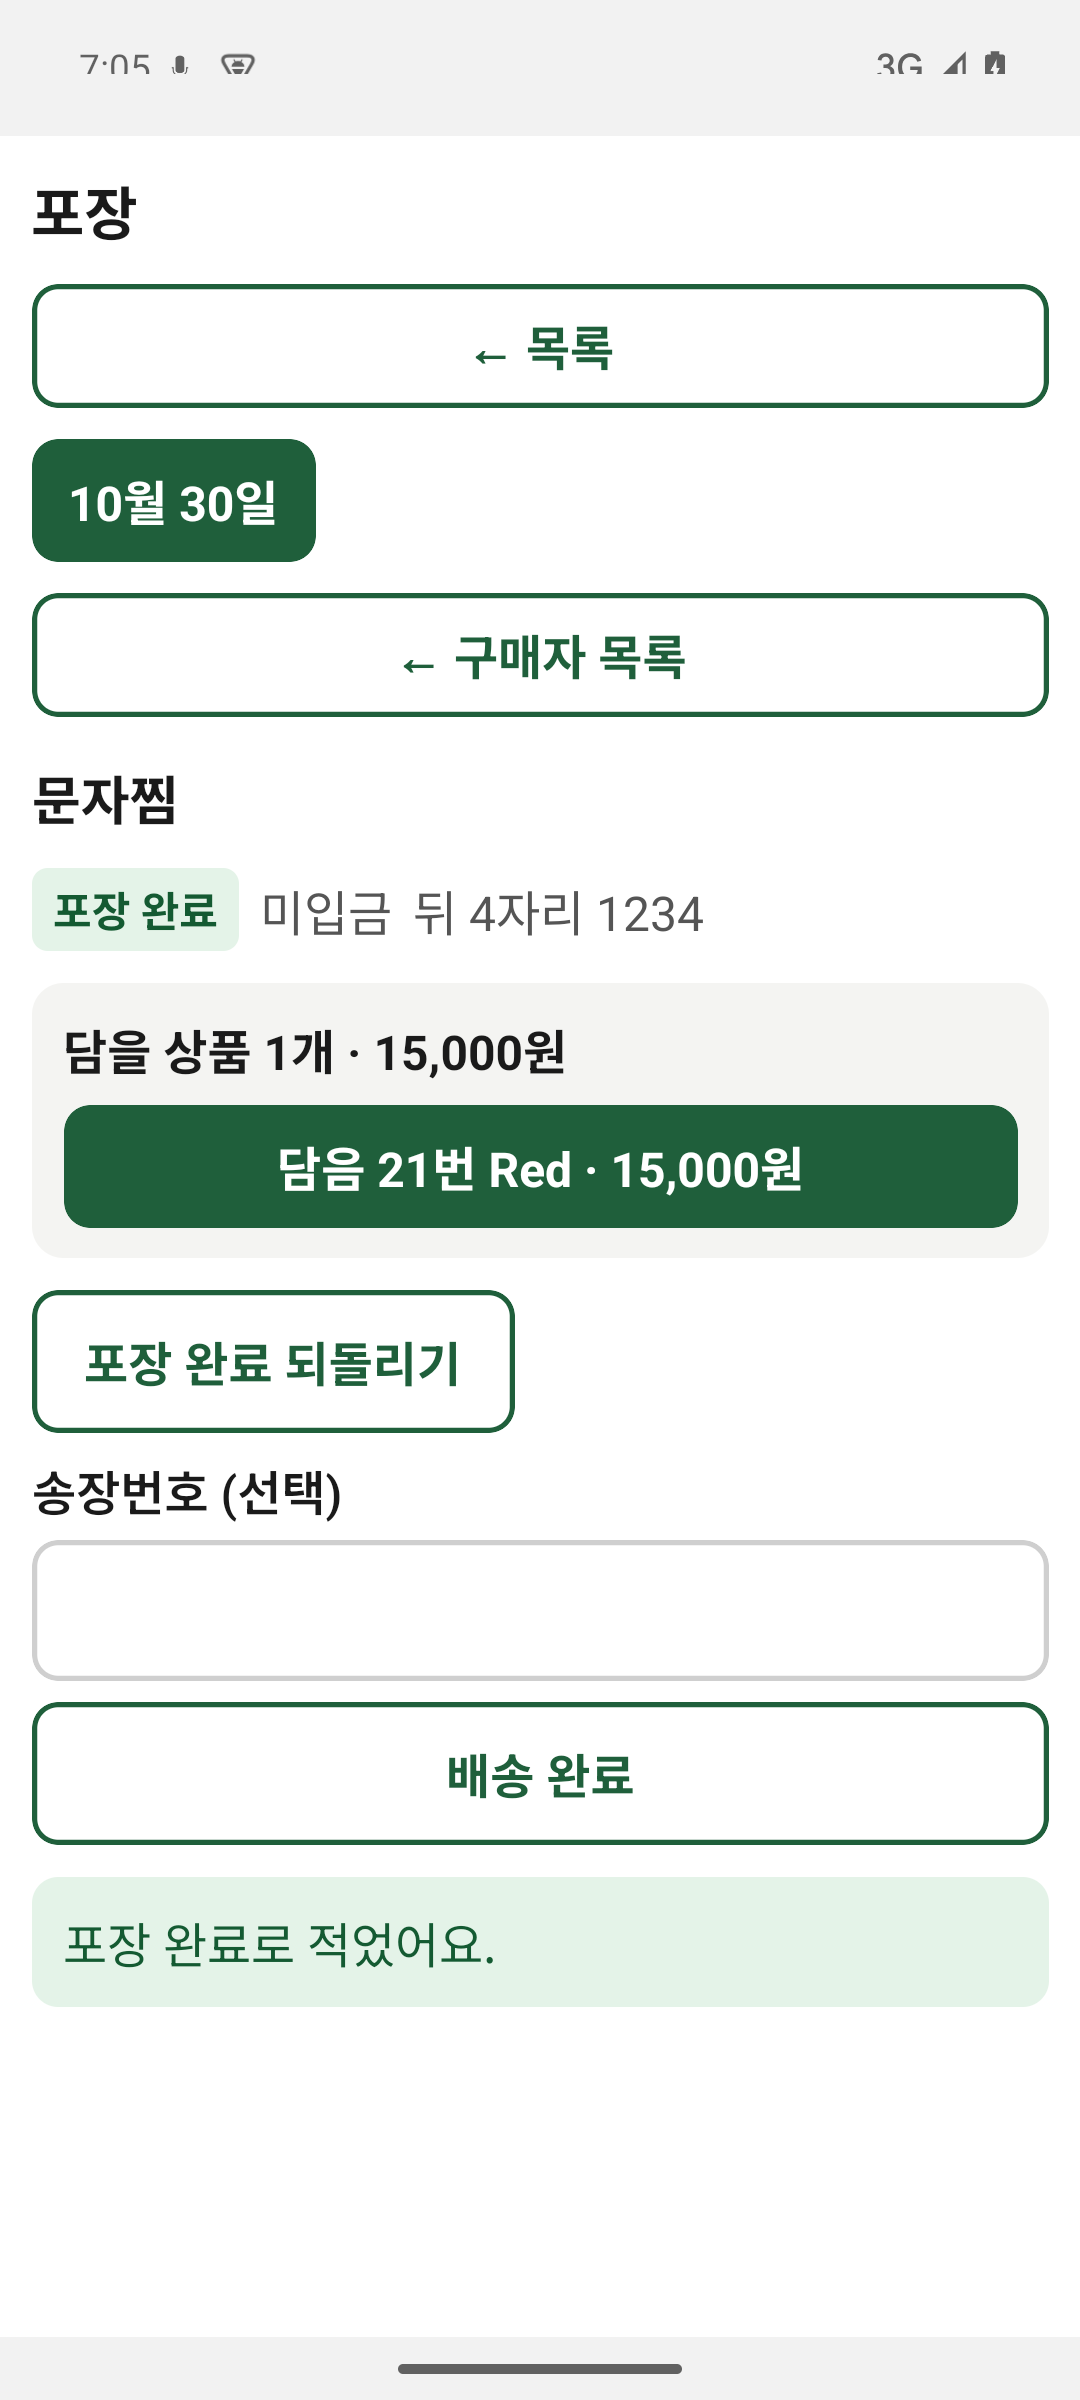 7:05 3G
포장
← 목록
10월 30일
← 구매자 목록
문자찜
포장 완료 미입금 뒤 4자리 1234
담을 상품 1개 · 15,000원
담음 21번 Red · 15,000원
포장 완료 되돌리기
송장번호 (선택)
배송 완료
포장 완료로 적었어요.